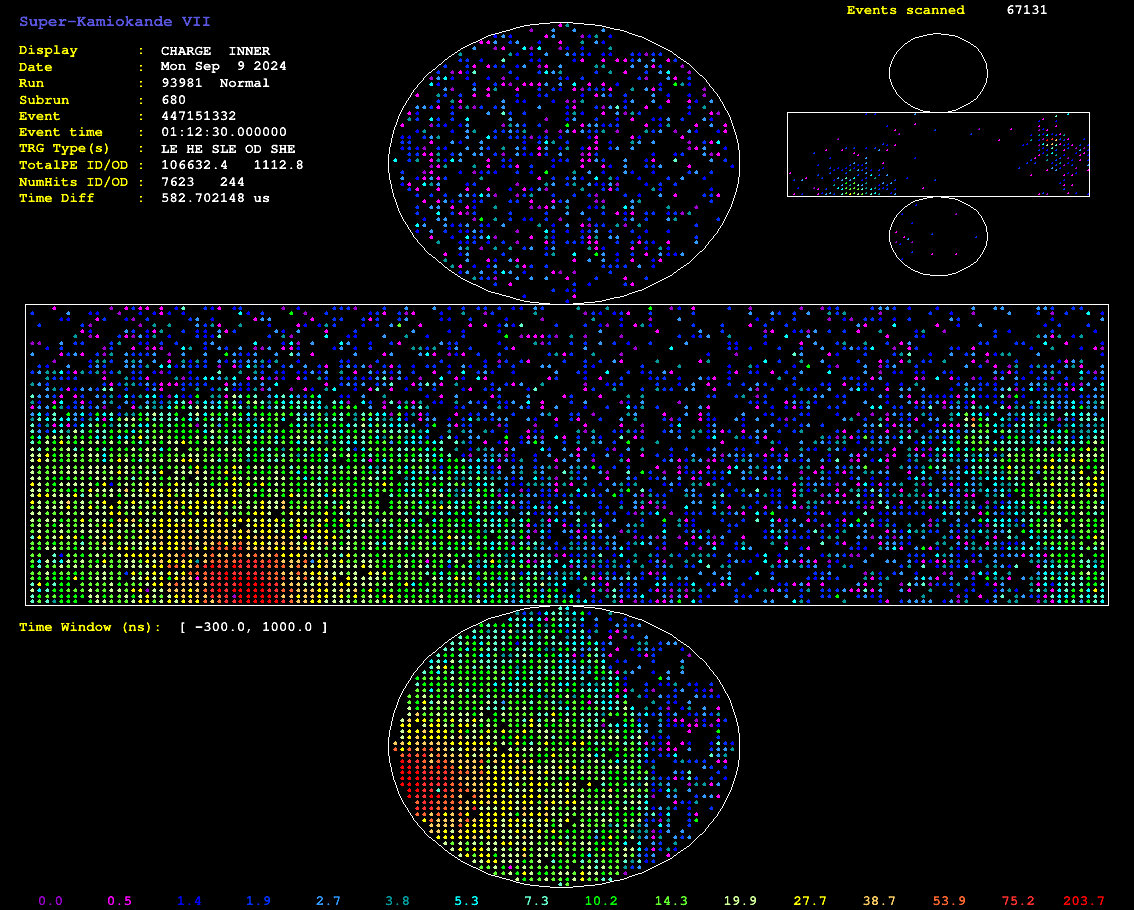 Super-Kamiokande VII
Events scanned 67131
Display : CHARGE INNER
Date : Mon Sep 9 2024
Run : 93981 Normal
Subrun : 680
Event : 447151332
Event time : 01:12:30.000000
TRG Type(s) : LE HE SLE OD SHE
TotalPE ID/OD : 106632.4 1112.8
NumHits ID/OD : 7623 244
Time Diff : 582.702148 us
Time Window (ns): [ -300.0, 1000.0 ]
0.0 0.5 1.4 1.9 2.7 3.8 5.3 7.3 10.2 14.3 19.9 27.7 38.7 53.9 75.2 203.7